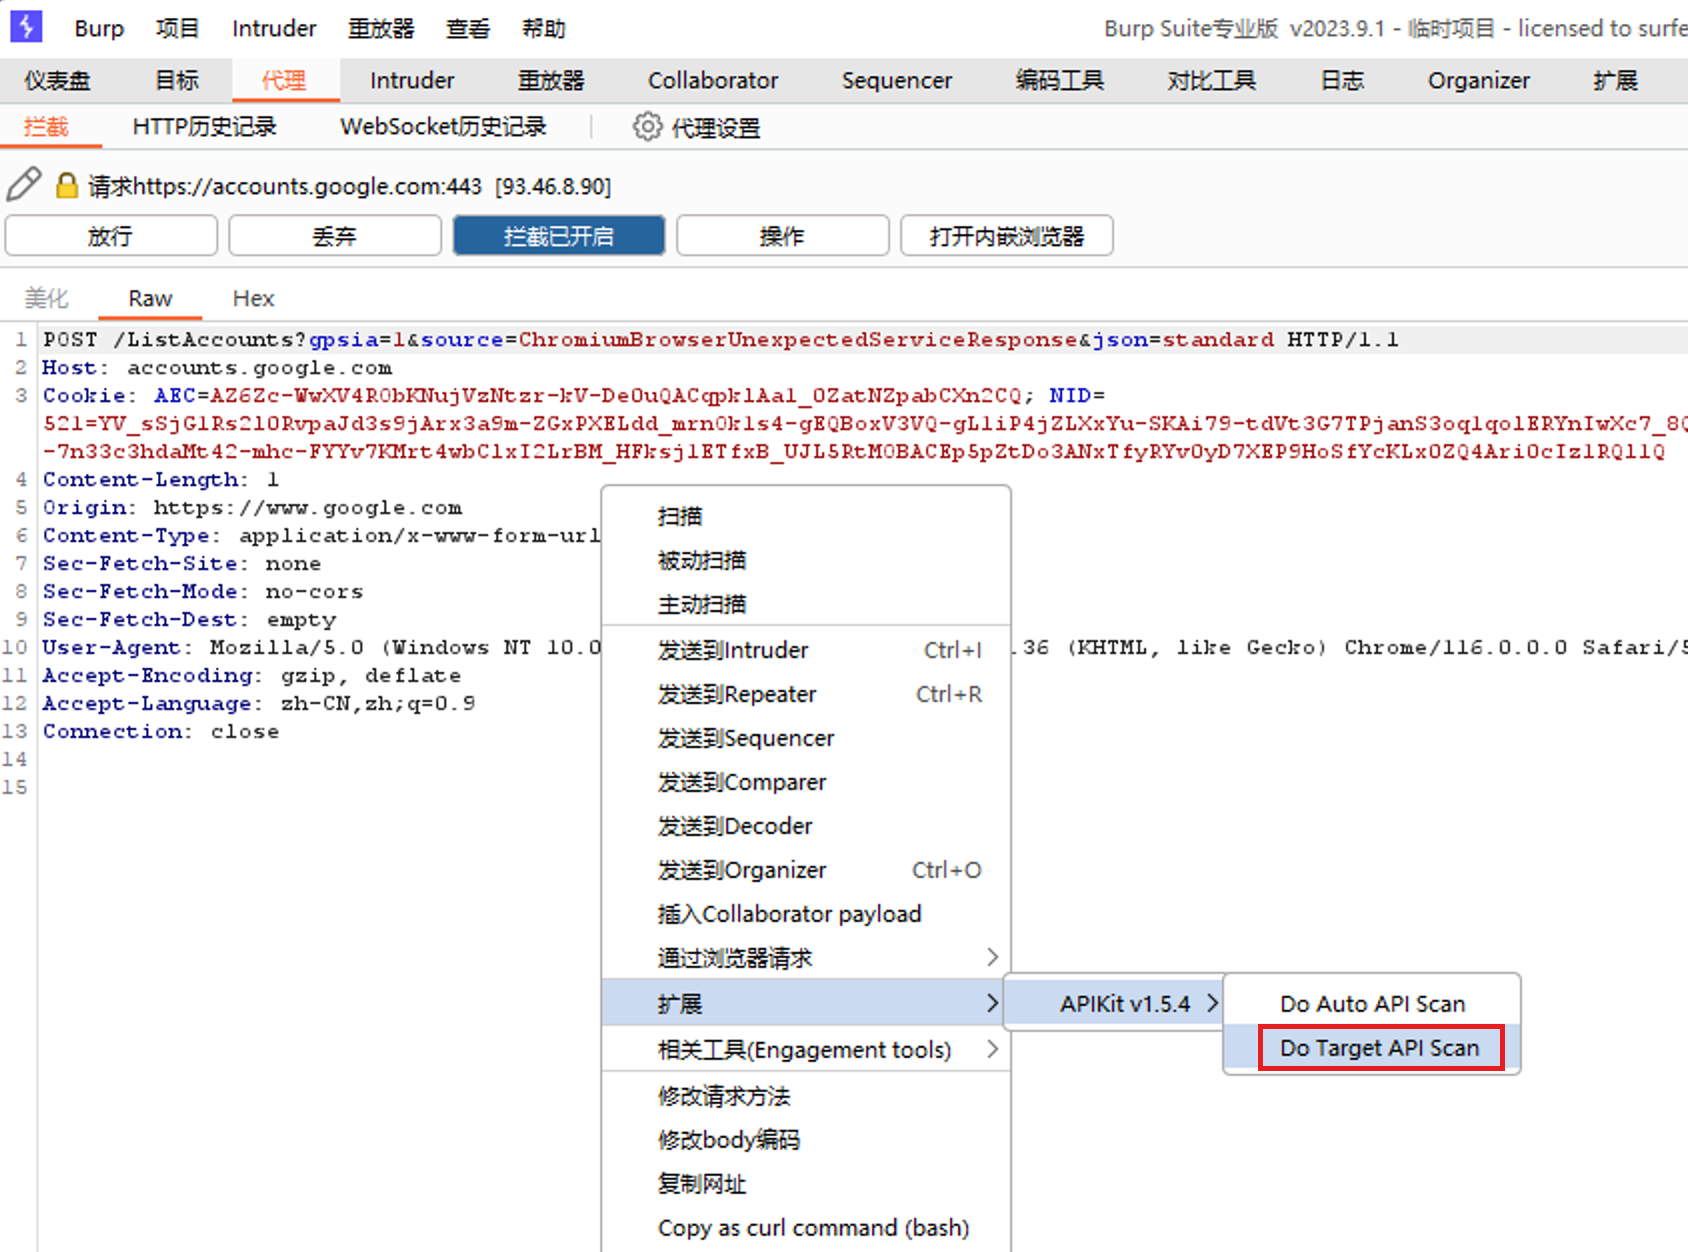 Burp 项目 Intruder 重放器 查看 帮助 Burp Suite专业版 v2023.9.1 - 临时项目 - licensed to surfe
仪表盘 目标 代理 Intruder 重放器 Collaborator Sequencer 编码工具 对比工具 日志 Organizer 扩展
拦截 HTTP历史记录 WebSocket历史记录 代理设置
请求https://accounts.google.com:443 [93.46.8.90]
放行 丢弃 拦截已开启 操作 打开内嵌浏览器
美化 Raw Hex
1 POST /ListAccounts?gpsia=1&source=ChromiumBrowserUnexpectedServiceResponse&json=standard HTTP/1.1
2 Host: accounts.google.com
3 Cookie: AEC=AZ6Zc-WwXV4R0bKNujVzNtzr-kV-De0uQACqpklAal_0ZatNZpabCXn2CQ; NID=
521=YV_sSjGlRs2l0RvpaJd3s9jArx3a9m-ZGxPXELdd_mrn0kls4-gEQBoxV3VQ-gLliP4jZLXxYu-SKAi79-tdVt3G7TPjanS3oqlqolERYnIwXc7_8Q
-7n33c3hdaMt42-mhc-FYYv7KMrt4wbClxI2LrBM_HFksjlETfxB_UJL5RtM0BACEp5pZtDo3ANxTfyRYv0yD7XEP9HoSfYcKLx0ZQ4Ari0cIzlRQllQ
4 Content-Length: 1
5 Origin: https://www.google.com
6 Content-Type: application/x-www-form-url
7 Sec-Fetch-Site: none
8 Sec-Fetch-Mode: no-cors
9 Sec-Fetch-Dest: empty
10 User-Agent: Mozilla/5.0 (Windows NT 10.0 .36 (KHTML, like Gecko) Chrome/116.0.0.0 Safari/5
11 Accept-Encoding: gzip, deflate
12 Accept-Language: zh-CN,zh;q=0.9
13 Connection: close
14
15
扫描
被动扫描
主动扫描
发送到Intruder Ctrl+I
发送到Repeater Ctrl+R
发送到Sequencer
发送到Comparer
发送到Decoder
发送到Organizer Ctrl+O
插入Collaborator payload
通过浏览器请求
扩展 APIKit v1.5.4 Do Auto API Scan
Do Target API Scan
相关工具(Engagement tools)
修改请求方法
修改body编码
复制网址
Copy as curl command (bash)